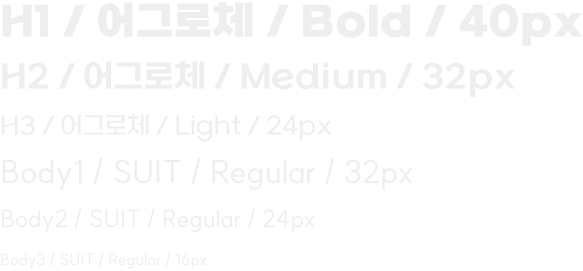 H1 / 어그로체 / Bold / 40px
H2 / 어그로체 / Medium / 32px
H3 / 어그로체 / Light / 24px
Body1 / SUIT / Regular / 32px
Body2 / SUIT / Regular / 24px
Body3 / SUIT / Regular / 16px